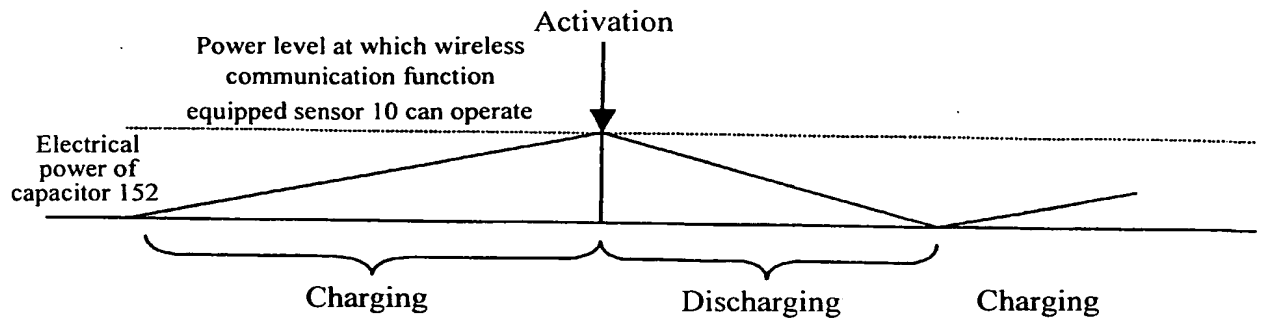 Activation
Power level at which wireless
communication function
equipped sensor 10 can operate
Electrical
power of
capacitor 152
Charging
Discharging
Charging